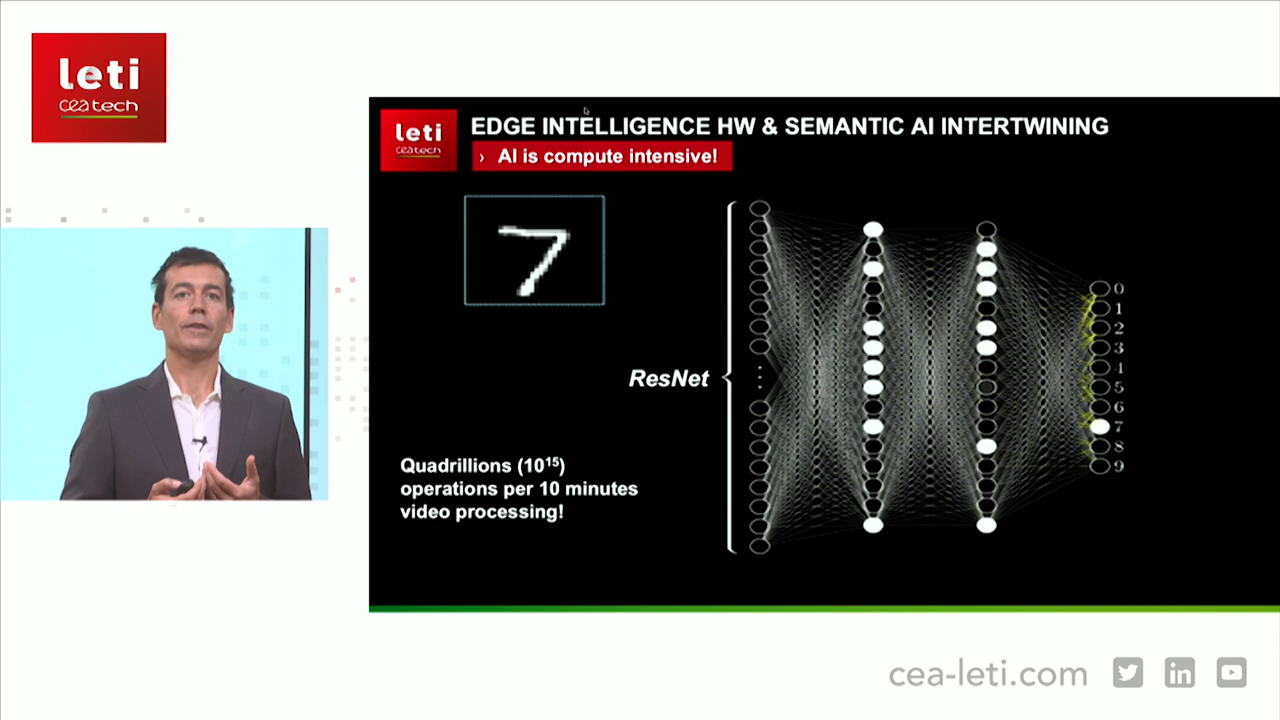 leti
ceatech
leti
ceatech
EDGE INTELLIGENCE HW & SEMANTIC AI INTERTWINING
› AI is compute intensive!
7
ResNet
0
1
2
3
4
5
6
7
8
9
Quadrillions (10¹⁵)
operations per 10 minutes
video processing!
cea-leti.com
in